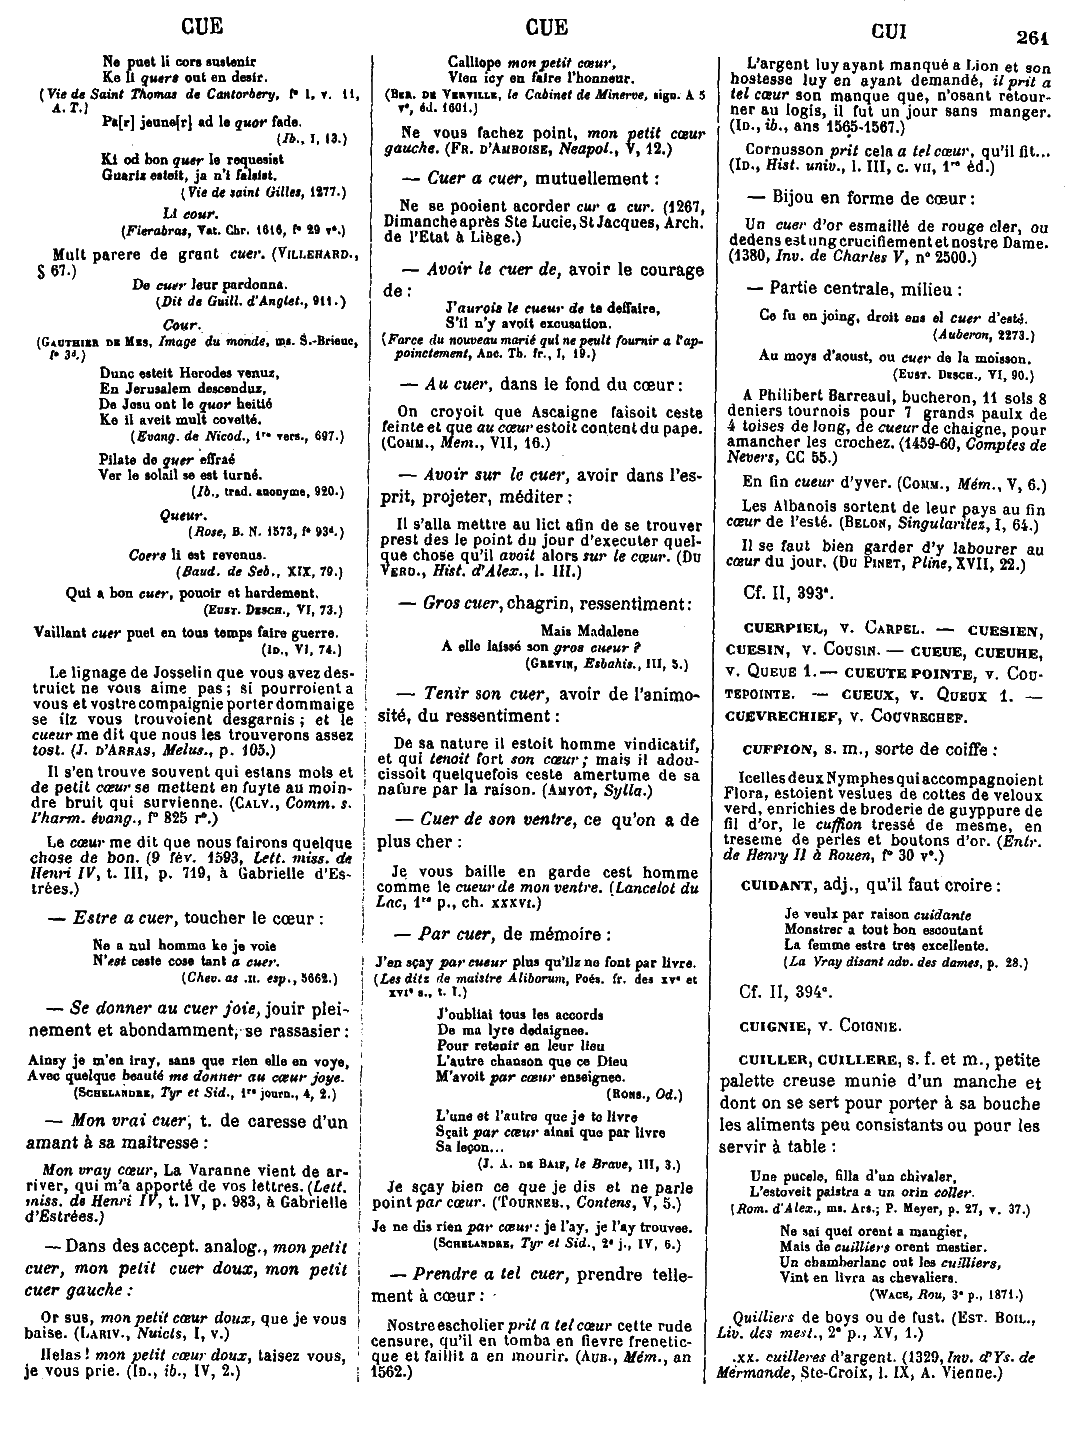 CUE
CUE
CUI
261
Ne puet li cors sustenir
Ke li quers out en desir.
(Vie de Saint Thomas de Cantorbery, f° 1, v. 11,
A. T.)
Pa[r] jeune[r] ad le quor fade.
(Ib., I, 13.)
Ki od bon quer le requesist
Guariz esteit, ja n'i falsist.
(Vie de saint Gilles, 1277.)
Li cour.
(Fierabras, Vat. Chr. 1616, f° 29 v°.)
Mult parere de grant cuer. (VILLEHARD.,
§ 67.)
De cuer leur pardonna.
(Dit de Guill. d'Anglet., 911.)
Cour.
(GAUTHIER DE MES, Image du monde, ms. S.-Brieuc,
f° 3ᵈ.)
Dunc esteit Herodes venuz,
En Jerusalem descenduz,
De Jesu ont le quor heitié
Ke il aveit mult coveité.
(Evang. de Nicod., 1ʳᵉ vers., 697.)
Pilate de quer effraé
Ver le solail se est turné.
(Ib., trad. anonyme, 920.)
Queur.
(Rose, B. N. 1573, f° 93ᵈ.)
Coers li est revenus.
(Baud. de Seb., XIX, 79.)
Qui a bon cuer, pouoir et hardement.
(EUST. DESCH., VI, 73.)
Vaillant cuer puet en tous temps faire guerre.
(ID., VI, 74.)
Le lignage de Josselin que vous avez des-
truict ne vous aime pas; si pourroient a
vous et vostre compaignie porter dommaige
se ilz vous trouvoient desgarnis; et le
cueur me dit que nous les trouverons assez
tost. (J. D'ARRAS, Melus., p. 105.)
Il s'en trouve souvent qui estans mols et
de petit cœur se mettent en fuyte au moin-
dre bruit qui survienne. (CALV., Comm. s.
l'harm. évang., f° 825 r°.)
Le cœur me dit que nous fairons quelque
chose de bon. (9 fév. 1593, Lett. miss. de
Henri IV, t. III, p. 719, à Gabrielle d'Es-
trées.)
— Estre a cuer, toucher le cœur :
Ne a nul homme ke je voie
N'est ceste cose tant a cuer.
(Chev. as .II. esp., 5662.)
— Se donner au cuer joie, jouir plei-
nement et abondamment, se rassasier :
Ainsy je m'en iray, sans que rien elle en voye,
Avec quelque beauté me donner au cœur joye.
(SCHELANDRE, Tyr et Sid., 1ʳᵉ journ., 4, 2.)
— Mon vrai cuer, t. de caresse d'un
amant à sa maîtresse :
Mon vray cœur, La Varanne vient de ar-
river, qui m'a apporté de vos lettres. (Lett.
miss. de Henri IV, t. IV, p. 983, à Gabrielle
d'Estrées.)
— Dans des accept. analog., mon petit
cuer, mon petit cuer doux, mon petit
cuer gauche :
Or sus, mon petit cœur doux, que je vous
baise. (LARIV., Nuicts, I, v.)
Helas ! mon petit cœur doux, taisez vous,
je vous prie. (ID., ib., IV, 2.)
Calliope mon petit cœur,
Vien icy en faire l'honneur.
(BER. DE VERVILLE, le Cabinet de Minerve, sign. A 5
v°, éd. 1601.)
Ne vous fachez point, mon petit cœur
gauche. (FR. D'AMBOISE, Neapol., V, 12.)
— Cuer a cuer, mutuellement :
Ne se pooient acorder cur a cur. (1267,
Dimanche après Ste Lucie, St Jacques, Arch.
de l'Etat à Liège.)
— Avoir le cuer de, avoir le courage
de :
J'aurois le cueur de te deffaire,
S'il n'y avoit excusation.
(Farce du nouveau marié qui ne peult fournir a l'ap-
poinctement, Anc. Th. fr., I, 19.)
— Au cuer, dans le fond du cœur :
On croyoit que Ascaigne faisoit ceste
feinte et que au cœur estoit content du pape.
(COMM., Mem., VII, 16.)
— Avoir sur le cuer, avoir dans l'es-
prit, projeter, méditer :
Il s'alla mettre au lict afin de se trouver
prest des le point du jour d'executer quel-
que chose qu'il avoit alors sur le cœur. (DU
VERD., Hist. d'Alex., l. III.)
— Gros cuer, chagrin, ressentiment :
Mais Madalene
A elle laissé son gros cueur ?
(GREVIN, Esbahis., III, 5.)
— Tenir son cuer, avoir de l'animo-
sité, du ressentiment :
De sa nature il estoit homme vindicatif,
et qui tenoit fort son cœur; mais il adou-
cissoit quelquefois ceste amertume de sa
nature par la raison. (AMYOT, Sylla.)
— Cuer de son ventre, ce qu'on a de
plus cher :
Je vous baille en garde cest homme
comme le cueur de mon ventre. (Lancelot du
Lac, 1ʳᵉ p., ch. XXXVI.)
— Par cuer, de mémoire :
J'en sçay par cueur plus qu'ilz ne font par livre.
(Les ditz de maistre Aliborum, Poés. fr. des XVᵉ et
XVIᵉ s., t. I.)
J'oubliai tous les accords
De ma lyre dedaignee.
Pour retenir en leur lieu
L'autre chanson que ce Dieu
M'avoit par cœur enseignee.
(RONS., Od.)
L'une et l'autre que je te livre
Sçait par cœur ainsi que par livre
Sa leçon...
(J. A. DE BAIF, le Brave, III, 3.)
Je sçay bien ce que je dis et ne parle
point par cœur. (TOURNEB., Contens, V, 5.)
Je ne dis rien par cœur : je l'ay, je l'ay trouvee.
(SCHELANDRE, Tyr et Sid., 2ᵉ j., IV, 6.)
— Prendre a tel cuer, prendre telle-
ment à cœur :
Nostre escholier prit a tel cœur cette rude
censure, qu'il en tomba en fievre frenetic-
que et faillit a en mourir. (AUB., Mém., an
1562.)
L'argent luy ayant manqué a Lion et son
hostesse luy en ayant demandé, il prit a
tel cœur son manque que, n'osant retour-
ner au logis, il fut un jour sans manger.
(ID., ib., ans 1565-1567.)
Cornusson prit cela a tel cœur, qu'il fit...
(ID., Hist. univ., l. III, c. VII, 1ʳᵉ éd.)
— Bijou en forme de cœur :
Un cuer d'or esmaillé de rouge cler, ou
dedens est ung crucifiement et nostre Dame.
(1380, Inv. de Charles V, n° 2500.)
— Partie centrale, milieu :
Ce fu en joing, droit ens el cuer d'esté.
(Auberon, 2273.)
Au moys d'aoust, ou cuer de la moisson.
(EUST. DESCH., VI, 90.)
A Philibert Barreaul, bucheron, 11 sols 8
deniers tournois pour 7 grands paulx de
4 toises de long, de cueur de chaigne, pour
amancher les crochez. (1459-60, Comptes de
Nevers, CC 55.)
En fin cueur d'yver. (COMM., Mém., V, 6.)
Les Albanois sortent de leur pays au fin
cœur de l'esté. (BELON, Singularitez, I, 64.)
Il se faut bien garder d'y labourer au
cœur du jour. (DU PINET, Pline, XVII, 22.)
Cf. II, 393ᵃ.
CUERPIEL, V. CARPEL. — CUESIEN,
CUESIN, V. COUSIN. — CUEUE, CUEUHE,
V. QUEUE 1. — CUEUTE POINTE, V. COU-
TEPOINTE. — CUEUX, V. QUEUX 1. —
CUEVRECHIEF, V. COUVRECHEF.
CUFFION, s. m., sorte de coiffe :
Icelles deux Nymphes qui accompagnoient
Flora, estoient vestues de cottes de veloux
verd, enrichies de broderie de guyppure de
fil d'or, le cuffion tressé de mesme, en
treseme de perles et boutons d'or. (Entr.
de Henry II à Rouen, f° 30 v°.)
CUIDANT, adj., qu'il faut croire :
Je veulx par raison cuidante
Monstrer a tout bon escoutant
La femme estre tres excellente.
(La Vray disant adv. des dames, p. 28.)
Cf. II, 394ᶜ.
CUIGNIE, V. COIGNIE.
CUILLER, CUILLERE, s. f. et m., petite
palette creuse munie d'un manche et
dont on se sert pour porter à sa bouche
les aliments peu consistants ou pour les
servir à table :
Une pucele, filla d'un chivaler,
L'estoveit paistra a un orin coller.
(Rom. d'Alex., ms. Ars.; P. Meyer, p. 27, v. 37.)
Ne sai quel orent a mangier,
Mais de cuilliers orent mestier.
Un chamberlanc out les cuilliers,
Vint en livra as chevaliers.
(WACE, Rou, 3ᵉ p., 1871.)
Quilliers de boys ou de fust. (EST. BOIL.,
Liv. des mest., 2ᵉ p., XV, 1.)
.XX. cuilleres d'argent. (1329, Inv. d'Ys. de
Mermande, Ste-Croix, l. IX, A. Vienne.)